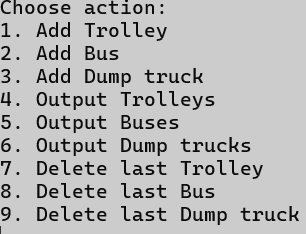 Choose action:
1. Add Trolley
2. Add Bus
3. Add Dump truck
4. Output Trolleys
5. Output Buses
6. Output Dump trucks
7. Delete last Trolley
8. Delete last Bus
9. Delete last Dump truck